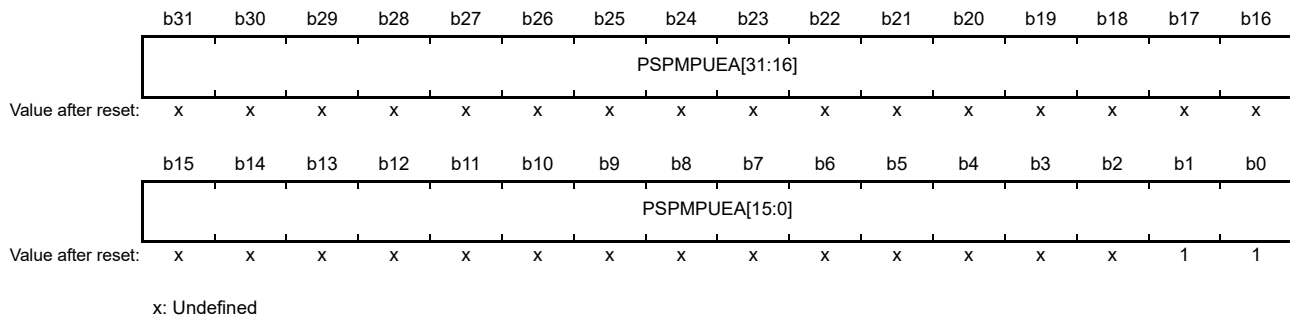 b31 b30 b29 b28 b27 b26 b25 b24 b23 b22 b21 b20 b19 b18 b17 b16
PSPMPUEA[31:16]
Value after reset: x x x x x x x x x x x x x x x x
b15 b14 b13 b12 b11 b10 b9 b8 b7 b6 b5 b4 b3 b2 b1 b0
PSPMPUEA[15:0]
Value after reset: x x x x x x x x x x x x x x 1 1
x: Undefined